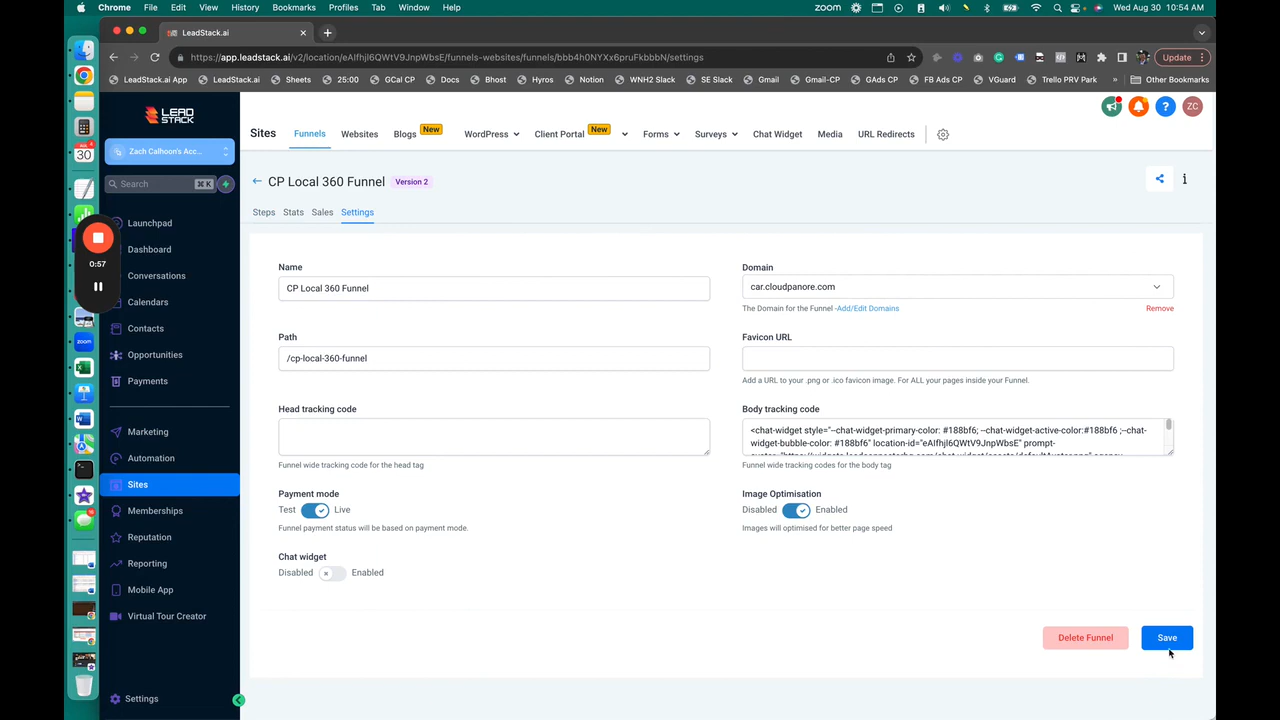 Chrome File Edit View History Bookmarks Profiles Tab Window Help zoom Wed Aug 30 10:54 AM
LeadStack.ai
https://app.leadstack.ai/v2/location/eAIfhjI6QWtV9JnpWbsE/funnels-websites/funnels/bbb4h0NYXx6pruFkbbbN/settings
Update
LeadStack.ai App LeadStack.ai Sheets 25:00 GCal CP Docs Bhost Hyros Notion WNH2 Slack SE Slack Gmail Gmail-CP GAds CP FB Ads CP VGuard Trello PRV Park » Other Bookmarks
LEAD
STACK
ZC
Sites Funnels Websites Blogs New WordPress Client Portal New Forms Surveys Chat Widget Media URL Redirects
Zach Calhoun's Acc...
30
Search ⌘ K
CP Local 360 Funnel Version 2
Steps Stats Sales Settings
Launchpad
Dashboard
0:57
Conversations
Calendars
Contacts
Opportunities
Payments
zoom
Marketing
Automation
Sites
Memberships
Reputation
Reporting
Mobile App
Virtual Tour Creator
Settings
Name
CP Local 360 Funnel
Domain
car.cloudpanore.com
The Domain for the Funnel -Add/Edit Domains
Remove
Path
/cp-local-360-funnel
Favicon URL
Add a URL to your .png or .ico favicon image. For ALL your pages inside your Funnel.
Head tracking code
Funnel wide tracking code for the head tag
Body tracking code
<chat-widget style="--chat-widget-primary-color: #188bf6; --chat-widget-active-color:#188bf6 ;--chat-
widget-bubble-color: #188bf6" location-id="eAIfhjI6QWtV9JnpWbsE" prompt-
Funnel wide tracking codes for the body tag
Payment mode
Test Live
Funnel payment status will be based on payment mode.
Image Optimisation
Disabled Enabled
Images will optimised for better page speed
Chat widget
Disabled Enabled
Delete Funnel
Save